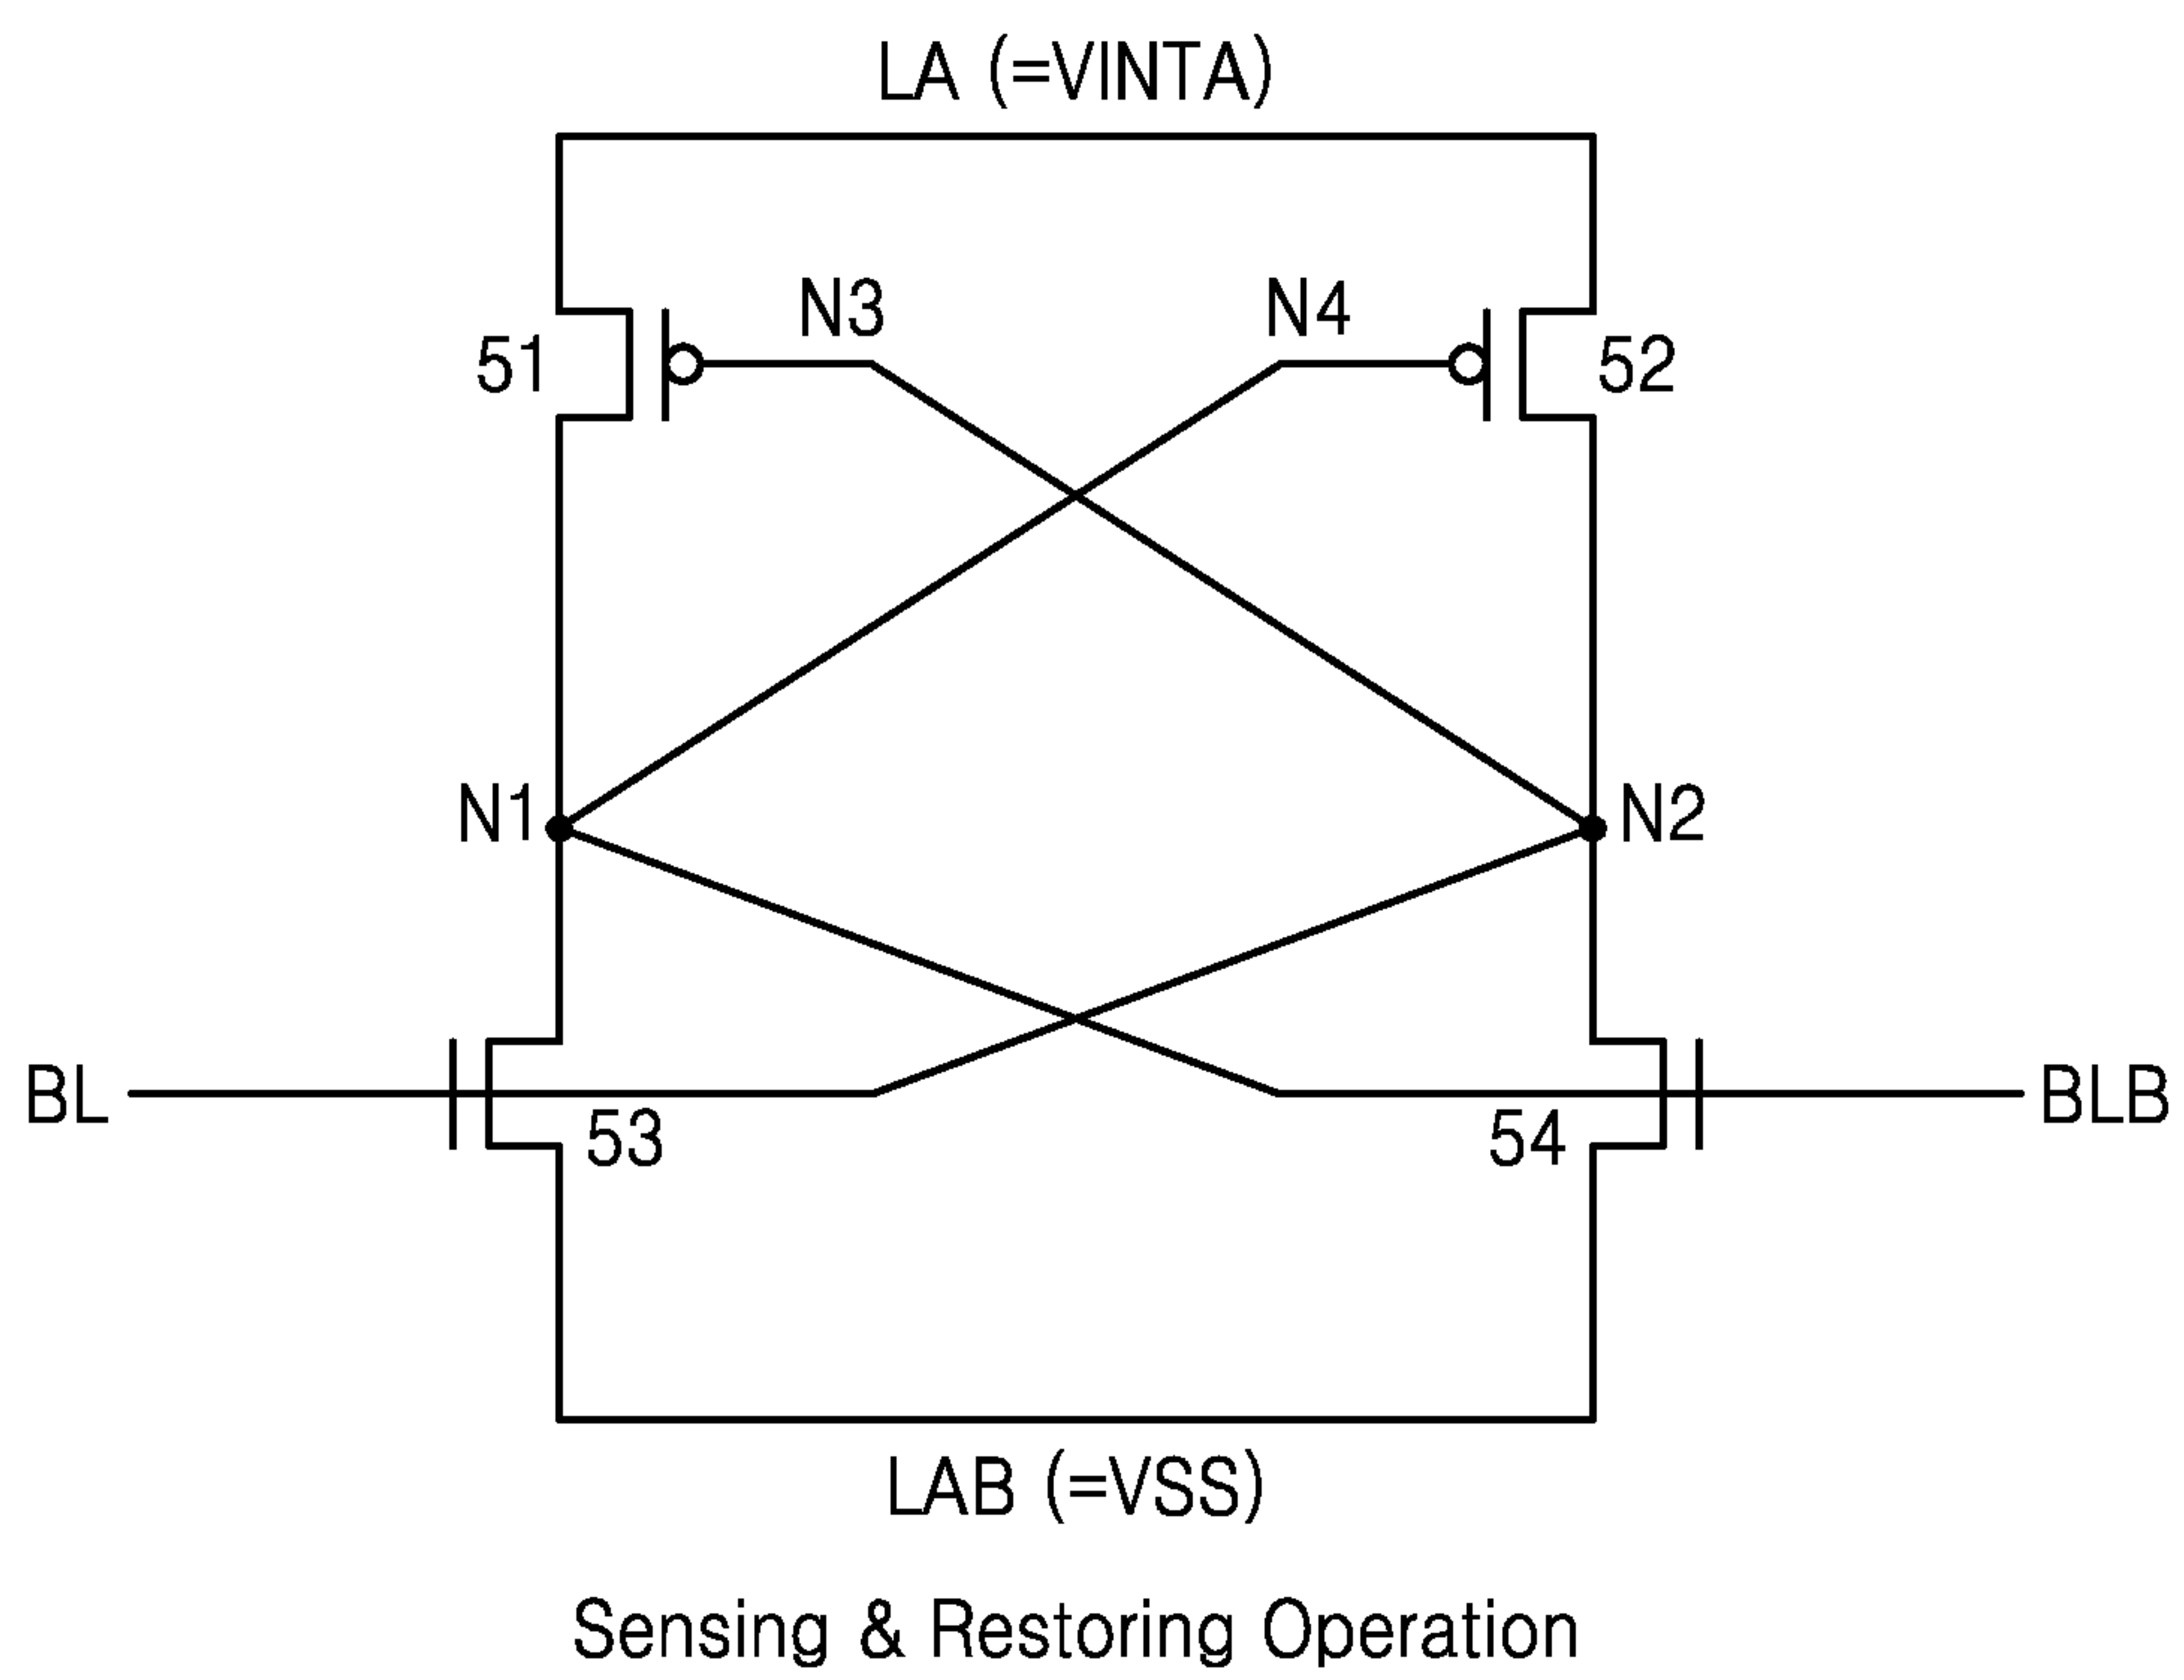 LA (=VINTA)
N3
N4
51
52
N1
N2
BL
BLB
53
54
LAB (=VSS)
Sensing & Restoring Operation